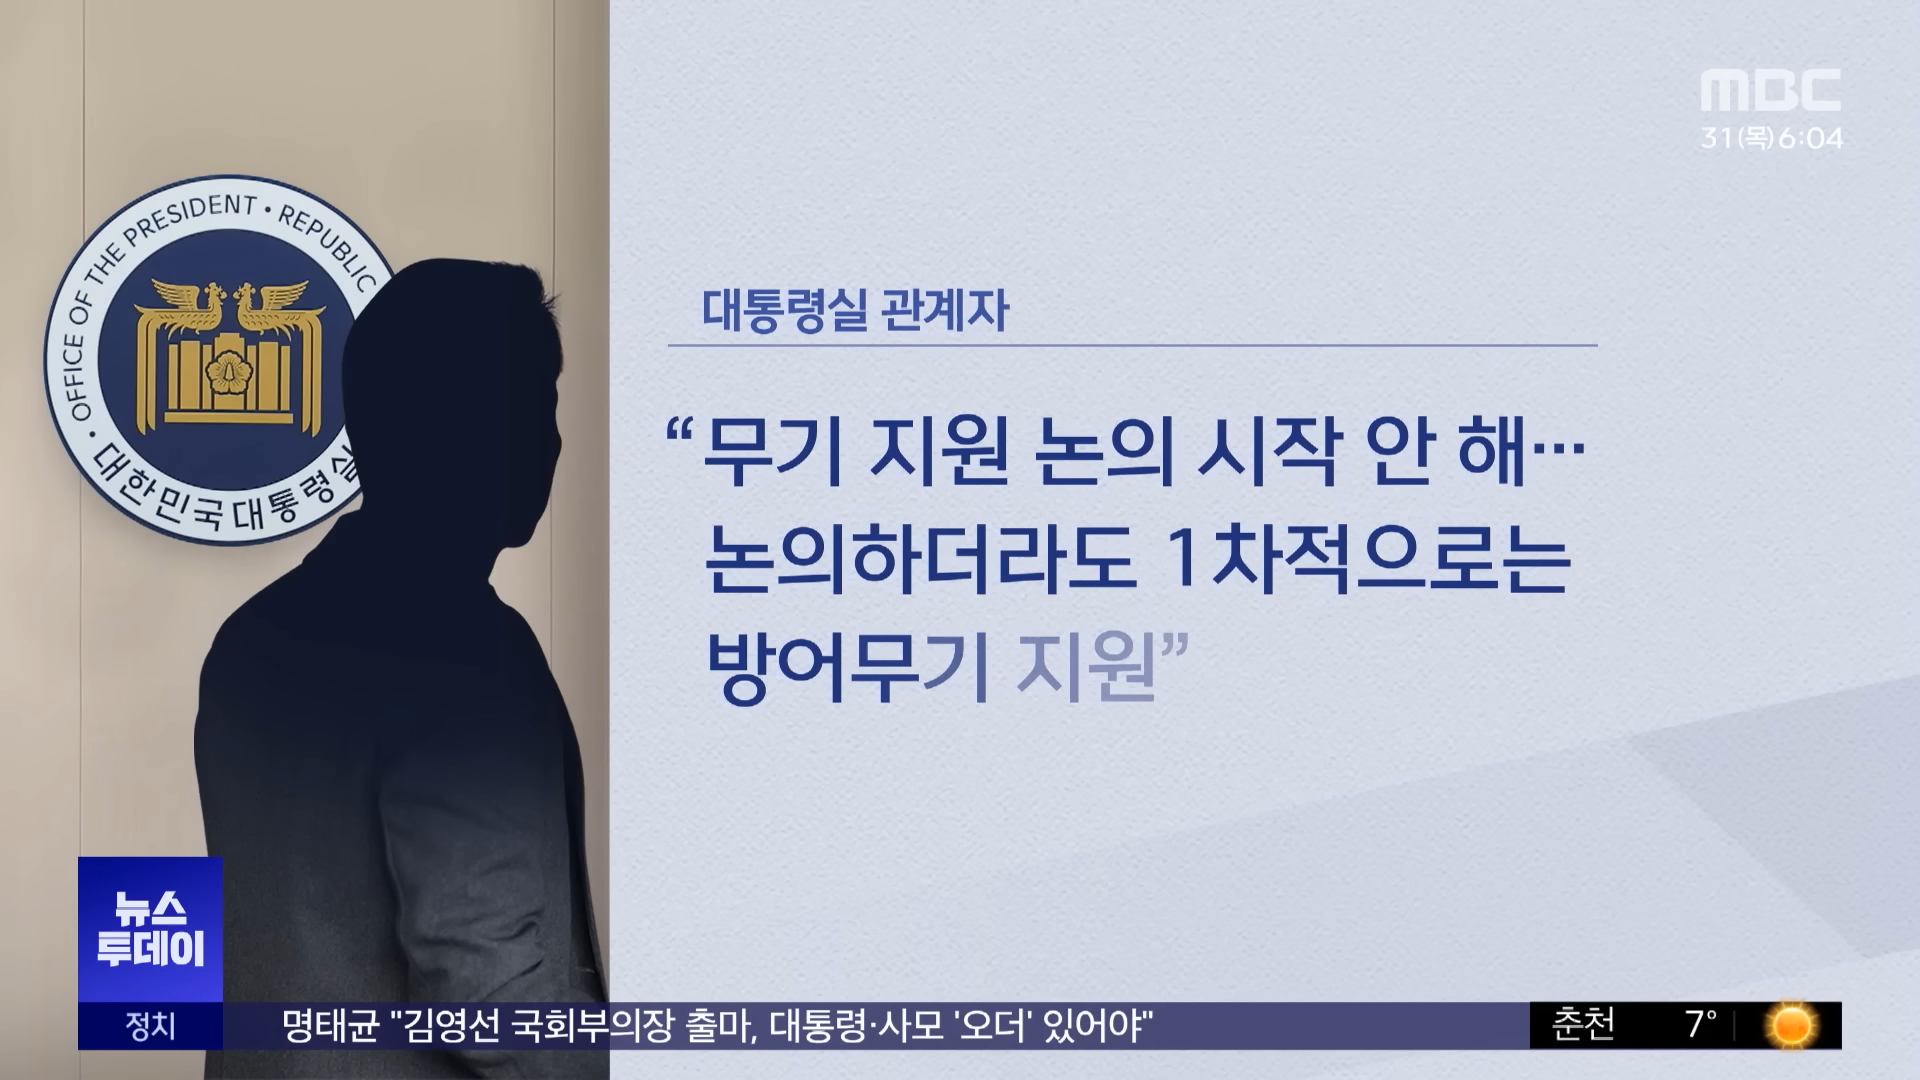 MBC
31(목)6:04
OFFICE OF THE PRESIDENT • REPUBLIC
대한민국대통령실
대통령실 관계자
“무기 지원 논의 시작 안 해…
논의하더라도 1차적으로는
방어무기 지원”
뉴스
투데이
정치
명태균 "김영선 국회부의장 출마, 대통령·사모 '오더' 있어야"
춘천 7°